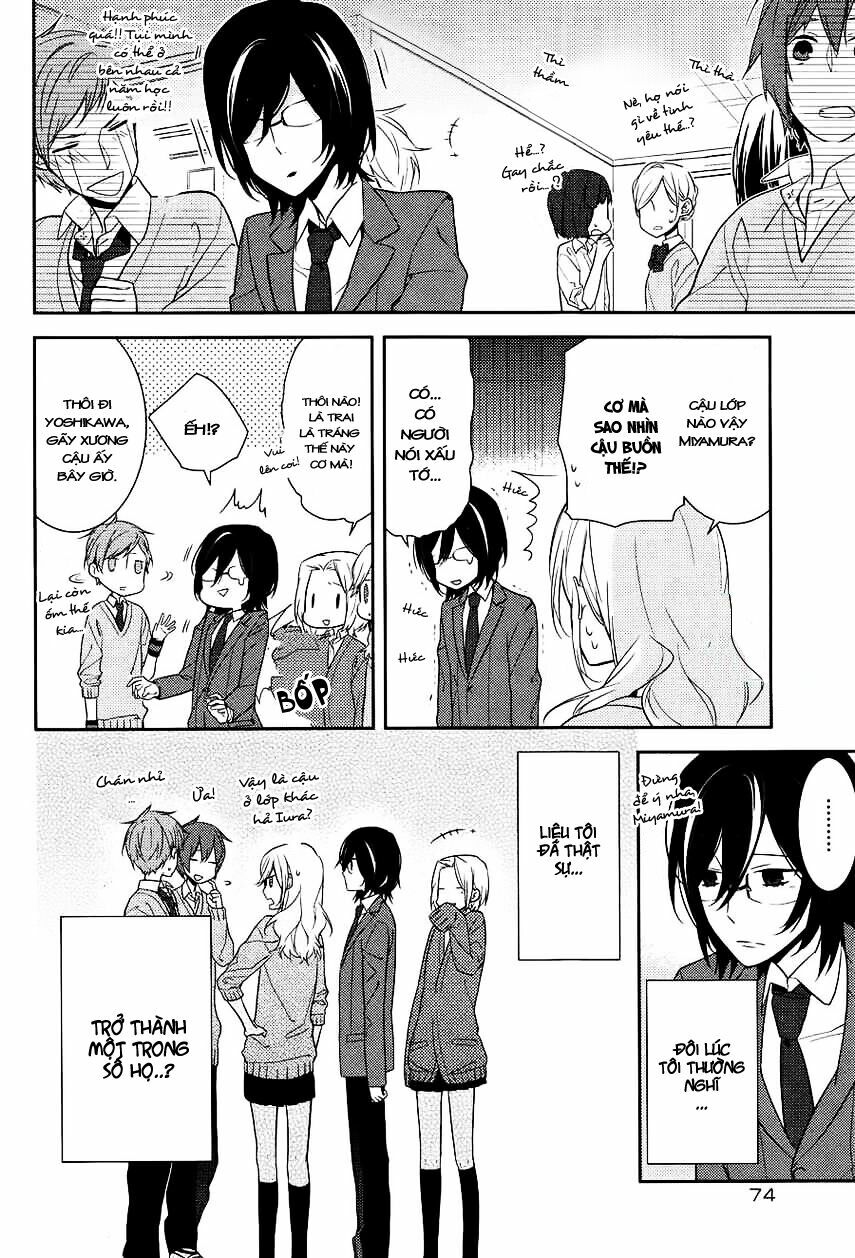 Nè, họ nói
gì về tình
yêu thế...?
Thì thà
Thì
thầm
Hể...?
Gay chắc
rồi...?
Hạnh phúc
quá!! Tụi mình
có thể ở
bên nhau cả
năm học
luôn rồi!!
CẬU LỚP
NÀO VẬY
MIYAMURA?
CƠ MÀ
SAO NHÌN
CẬU BUỒN
THẾ!?
CÓ...
CÓ
NGƯỜI
NÓI XẤU
TỚ...
Hức
Hức
Hức
THÔI NÀO!
LÀ TRAI
LÀ TRÁNG
THẾ NÀY
CƠ MÀ!
Vui
lên coi!
BỐP
ẾH!?
THÔI ĐI
YOSHIKAWA,
GÃY XƯƠNG
CẬU ẤY
BÂY GIỜ.
Lại còn
ốm thế
kia...
.........
Đừng
để ý nha,
Miyamura!
ĐÔI LÚC
TÔI THƯỜNG
NGHĨ
...
LIỆU TÔI
ĐÃ THẬT
SỰ...
Vậy là cậu
ở lớp khác
hả Iura?
Ừa!
Chán nhỉ
...
TRỞ THÀNH
MỘT TRONG
SỐ HỌ..?
74